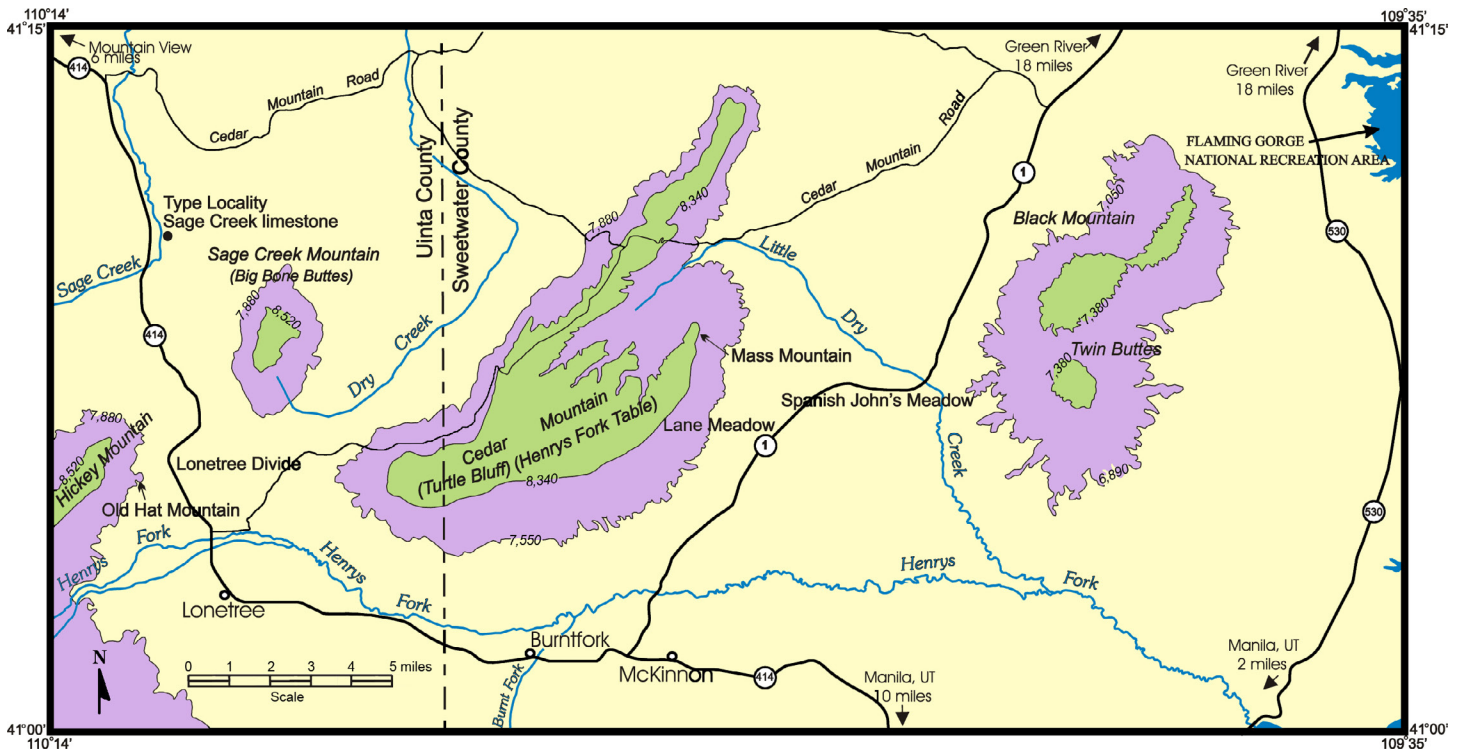 110°14'
41°15'
109°35'
41°15'
Mountain View
6 miles
414
Cedar Mountain Road
Green River
18 miles
Green River
18 miles
FLAMING GORGE
NATIONAL RECREATION AREA
Cedar Mountain Road
1
7,050
Black Mountain
530
Type Locality
Sage Creek limestone
Uinta County
Sweetwater County
7,880
8,340
Sage Creek
Sage Creek Mountain
(Big Bone Buttes)
7,880
8,520
Little Dry Creek
7,380
Twin Buttes
7,380
414
Dry Creek
Mass Mountain
Spanish John's Meadow
Lane Meadow
1
Cedar Mountain
(Turtle Bluff) (Henrys Fork Table)
8,340
7,550
6,890
7,880
8,520
Hickey Mountain
Lonetree Divide
Old Hat Mountain
530
Henrys Fork
Henrys Fork
Henrys Fork
Lonetree
Burntfork
McKinnon
414
Burnt Fork
Manila, UT
10 miles
Manila, UT
2 miles
N
0 1 2 3 4 5 miles
Scale
41°00'
110°14'
41°00'
109°35'